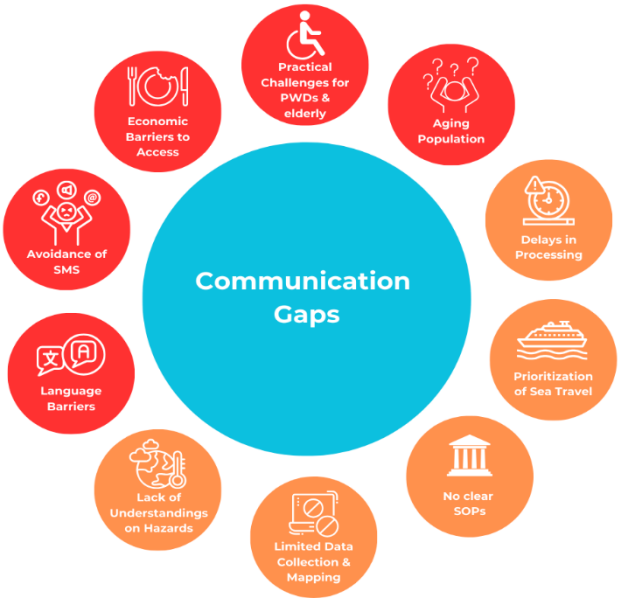 Communication
Gaps
Practical
Challenges for
PWDs &
elderly
Aging
Population
Delays in
Processing
Prioritization
of Sea Travel
No clear
SOPs
Limited Data
Collection &
Mapping
Lack of
Understandings
on Hazards
文 A
Language
Barriers
@
Avoidance of
SMS
Economic
Barriers to
Access